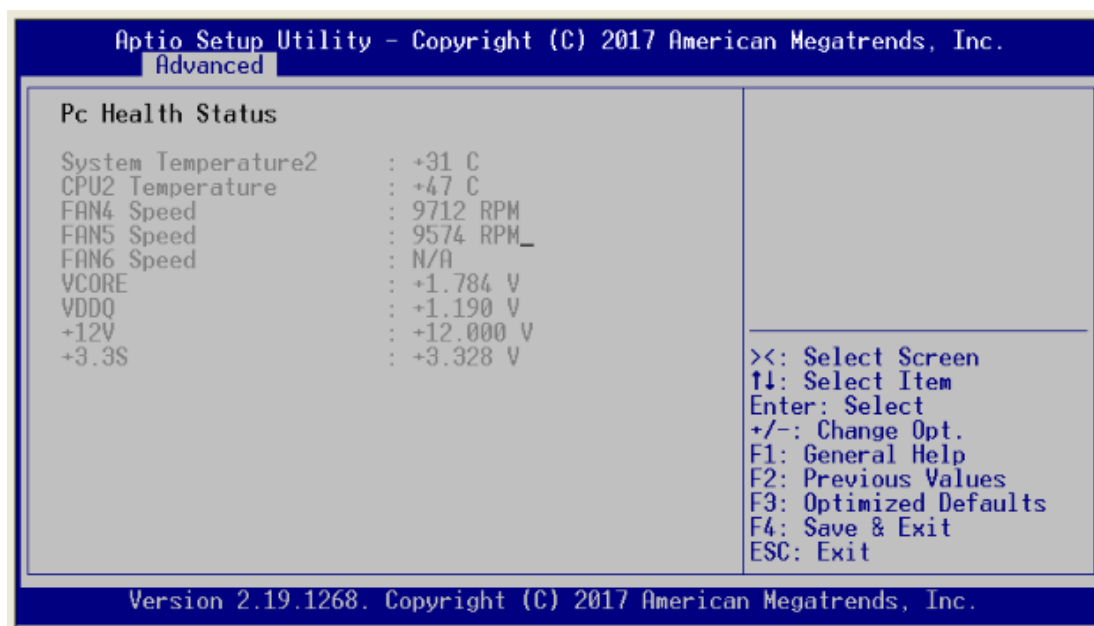 Aptio Setup Utility – Copyright (C) 2017 American Megatrends, Inc.
Advanced
Pc Health Status
System Temperature2 : +31 C
CPU2 Temperature : +47 C
FAN4 Speed : 9712 RPM
FAN5 Speed : 9574 RPM_
FAN6 Speed : N/A
VCORE : +1.784 V
VDDQ : +1.190 V
+12V : +12.000 V
+3.3S : +3.328 V
><: Select Screen
↑↓: Select Item
Enter: Select
+/-: Change Opt.
F1: General Help
F2: Previous Values
F3: Optimized Defaults
F4: Save & Exit
ESC: Exit
Version 2.19.1268. Copyright (C) 2017 American Megatrends, Inc.